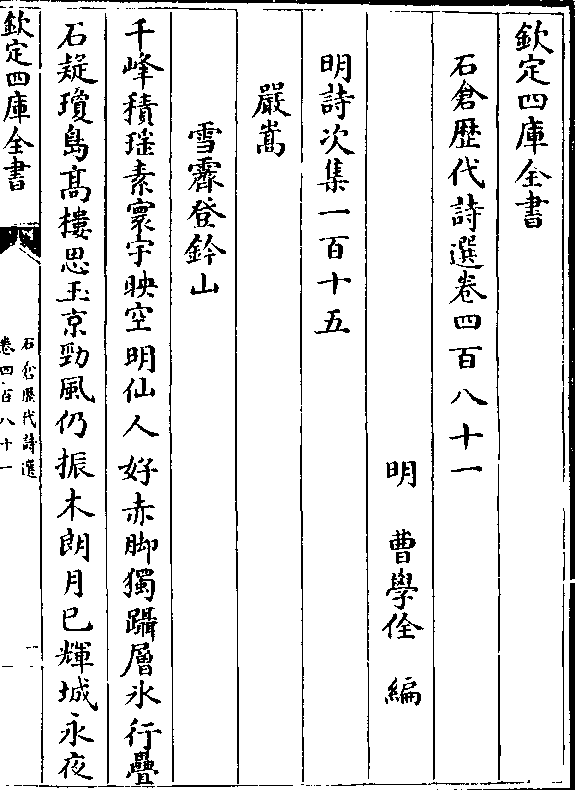 欽定四庫全書
石倉歷代詩選卷四百八十一
明　曹學佺　編
明詩次集一百十五
嚴嵩
雪霽登鈐山
千峰積瑤素寰宇映空明仙人好赤脚獨躡層氷行疊
石疑瓊島髙樓思玉京勁風仍振木朗月已輝城永夜
欽定四庫全書
石倉歷代詩選
卷四百八十一
一